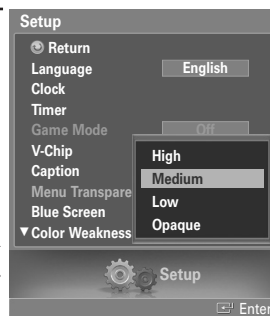 Setup
Return
Language English
Clock
Timer
Game Mode Off
V-Chip
Caption
Menu Transpare
Blue Screen
▼Color Weakness
High
Medium
Low
Opaque
Setup
Enter